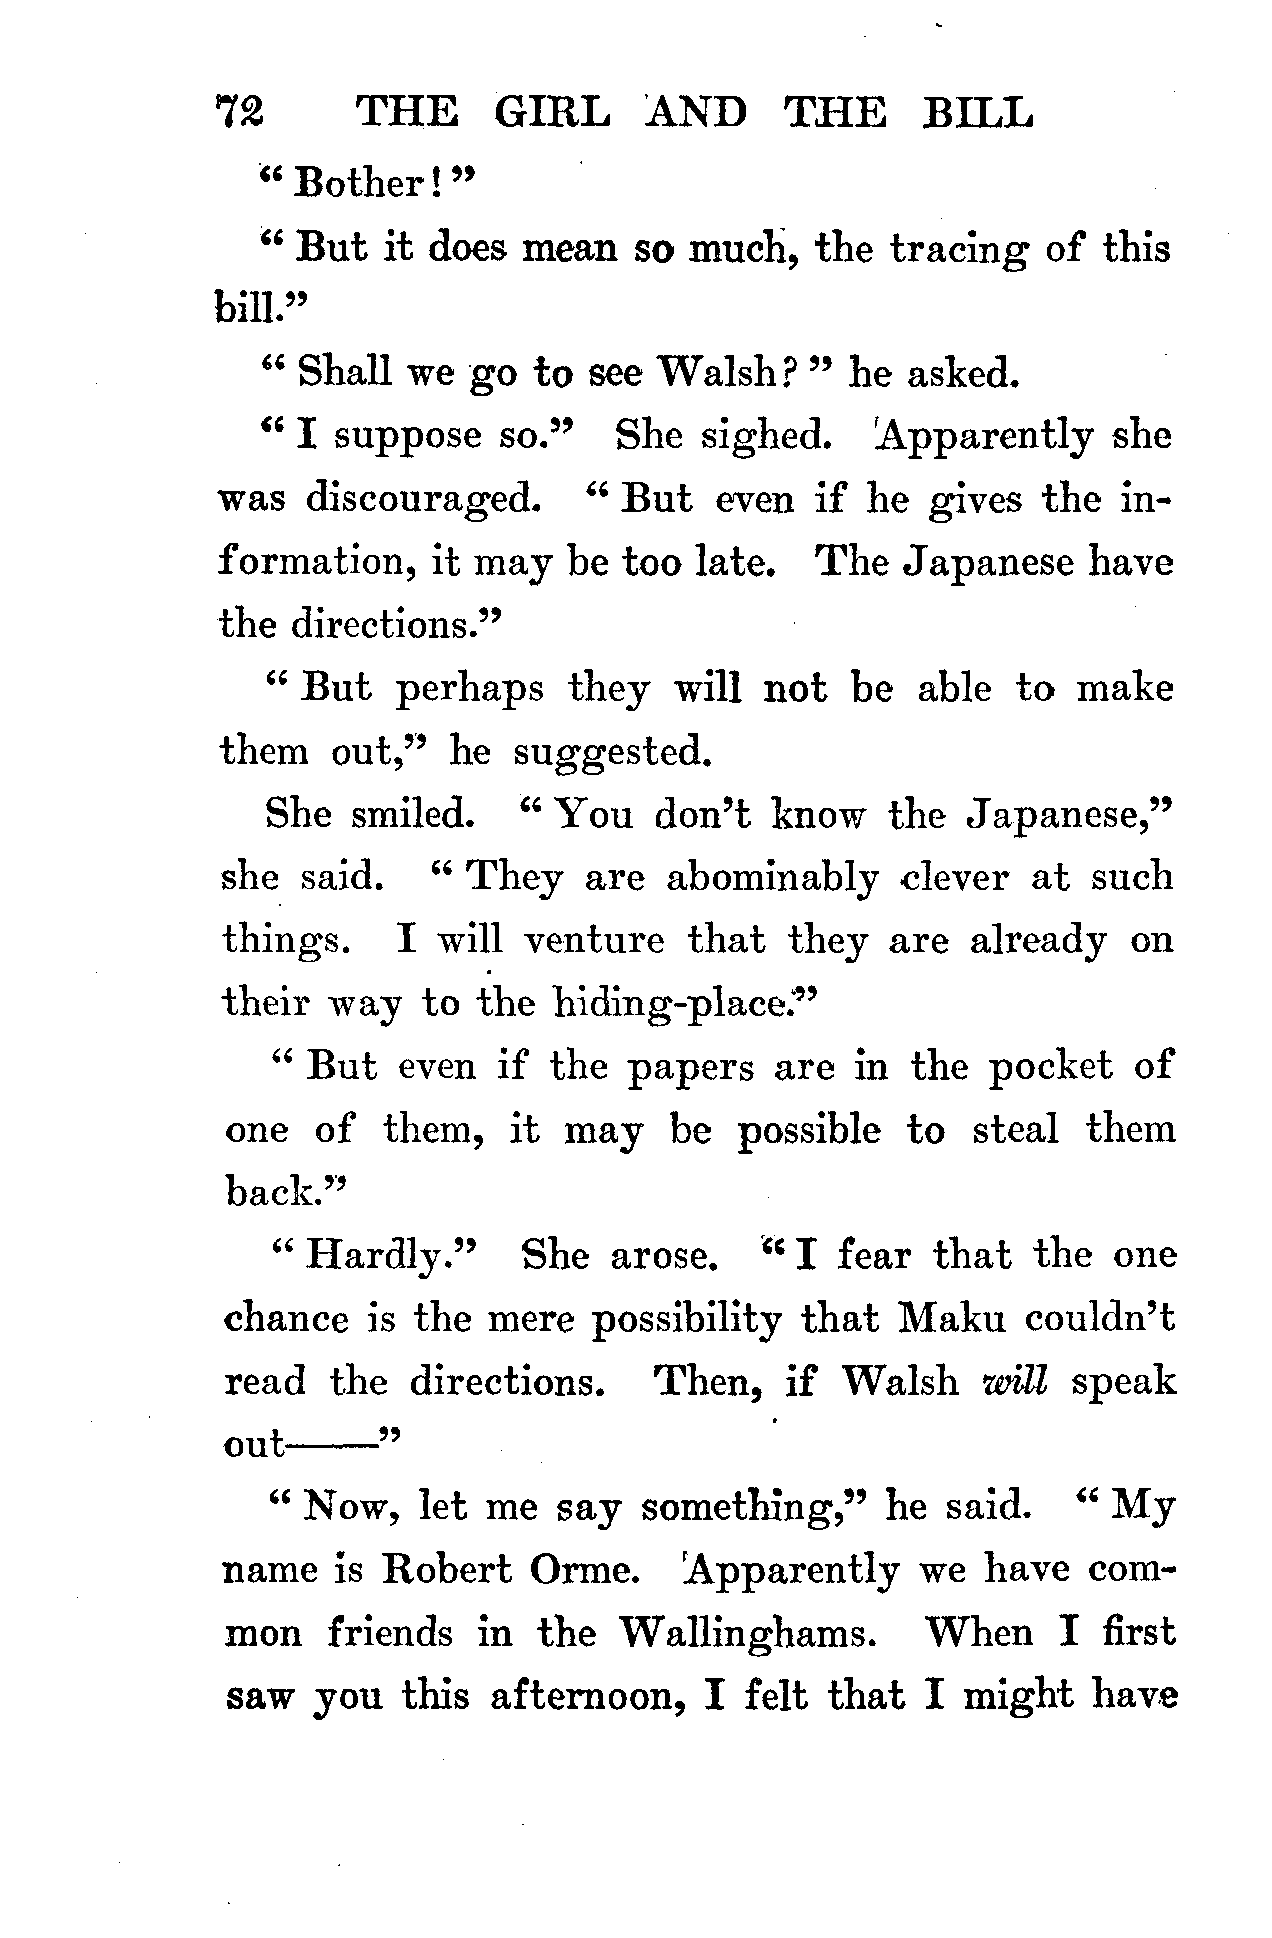 72 THE GIRL AND THE BILL
" Bother ! "
" But it does mean so much, the tracing of this
bill."
" Shall we go to see Walsh? " he asked.
" I suppose so." She sighed. Apparently she
was discouraged. " But even if he gives the in-
formation, it may be too late. The Japanese have
the directions."
" But perhaps they will not be able to make
them out," he suggested.
She smiled. " You don't know the Japanese,"
she said. " They are abominably clever at such
things. I will venture that they are already on
their way to the hiding-place."
" But even if the papers are in the pocket of
one of them, it may be possible to steal them
back."
" Hardly." She arose. " I fear that the one
chance is the mere possibility that Maku couldn't
read the directions. Then, if Walsh will speak
out——"
" Now, let me say something," he said. " My
name is Robert Orme. Apparently we have com-
mon friends in the Wallinghams. When I first
saw you this afternoon, I felt that I might have